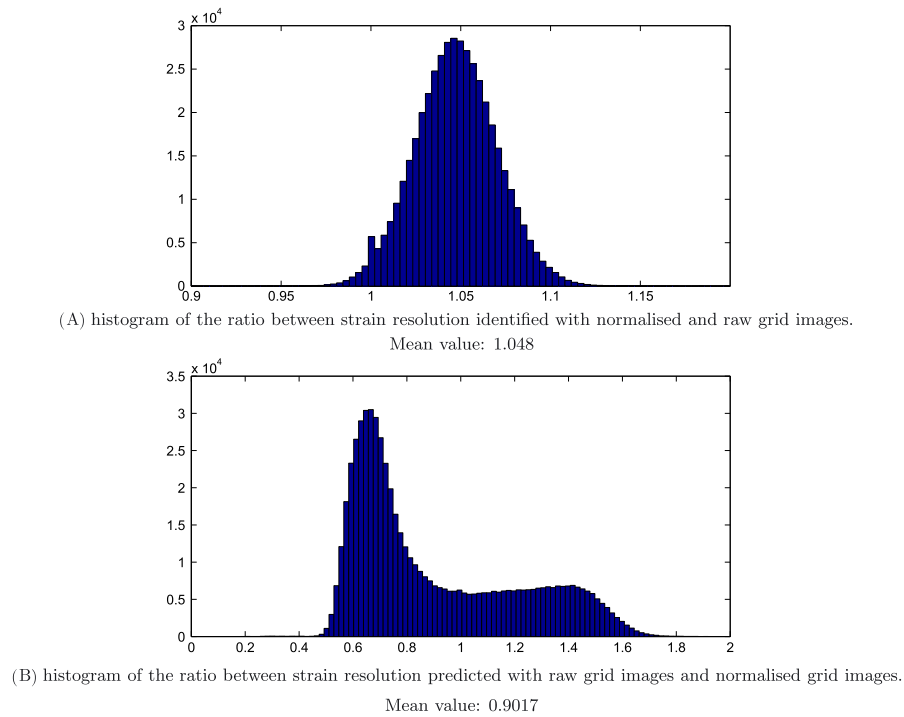 x 10⁴
3
2.5
2
1.5
1
0.5
0
0.9 0.95 1 1.05 1.1 1.15
(A) histogram of the ratio between strain resolution identified with normalised and raw grid images.
Mean value: 1.048
x 10⁴
3.5
3
2.5
2
1.5
1
0.5
0
0 0.2 0.4 0.6 0.8 1 1.2 1.4 1.6 1.8 2
(B) histogram of the ratio between strain resolution predicted with raw grid images and normalised grid images.
Mean value: 0.9017